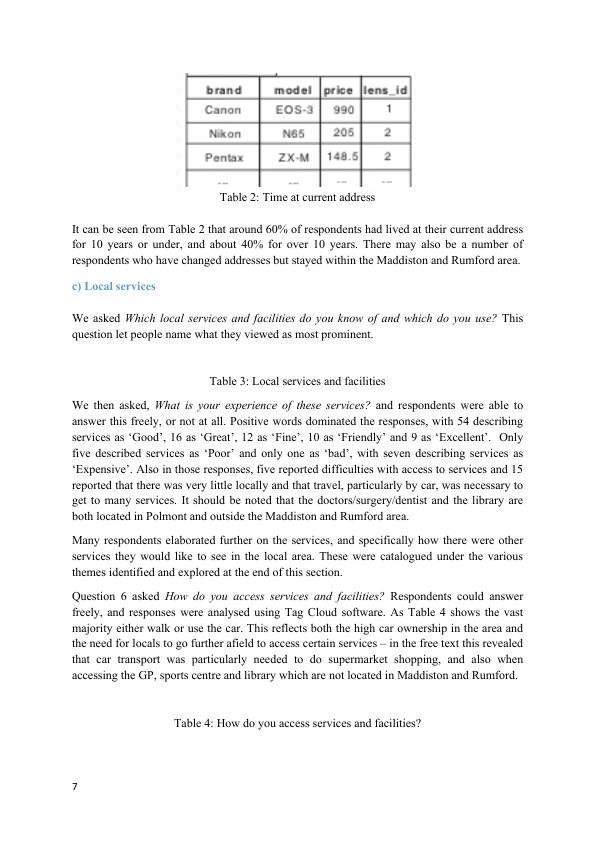 brand model price lens_id
Canon EOS-3 990 1
Nikon N65 205 2
Pentax ZX-M 148.5 2
... ... ... ...
Table 2: Time at current address
It can be seen from Table 2 that around 60% of respondents had lived at their current address
for 10 years or under, and about 40% for over 10 years. There may also be a number of
respondents who have changed addresses but stayed within the Maddiston and Rumford area.
c) Local services
We asked Which local services and facilities do you know of and which do you use? This
question let people name what they viewed as most prominent.
Table 3: Local services and facilities
We then asked, What is your experience of these services? and respondents were able to
answer this freely, or not at all. Positive words dominated the responses, with 54 describing
services as ‘Good’, 16 as ‘Great’, 12 as ‘Fine’, 10 as ‘Friendly’ and 9 as ‘Excellent’. Only
five described services as ‘Poor’ and only one as ‘bad’, with seven describing services as
‘Expensive’. Also in those responses, five reported difficulties with access to services and 15
reported that there was very little locally and that travel, particularly by car, was necessary to
get to many services. It should be noted that the doctors/surgery/dentist and the library are
both located in Polmont and outside the Maddiston and Rumford area.
Many respondents elaborated further on the services, and specifically how there were other
services they would like to see in the local area. These were catalogued under the various
themes identified and explored at the end of this section.
Question 6 asked How do you access services and facilities? Respondents could answer
freely, and responses were analysed using Tag Cloud software. As Table 4 shows the vast
majority either walk or use the car. This reflects both the high car ownership in the area and
the need for locals to go further afield to access certain services – in the free text this revealed
that car transport was particularly needed to do supermarket shopping, and also when
accessing the GP, sports centre and library which are not located in Maddiston and Rumford.
Table 4: How do you access services and facilities?
7